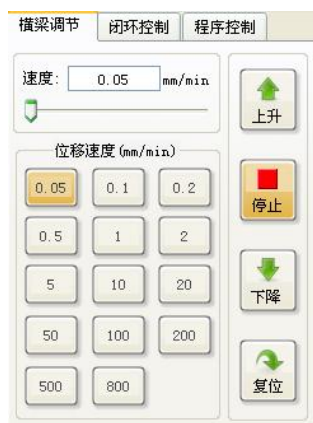 横梁调节 闭环控制 程序控制
速度: 0.05 mm/min
上升
位移速度(mm/min)
0.05 0.1 0.2
停止
0.5 1 2
5 10 20
下降
50 100 200
500 800
复位